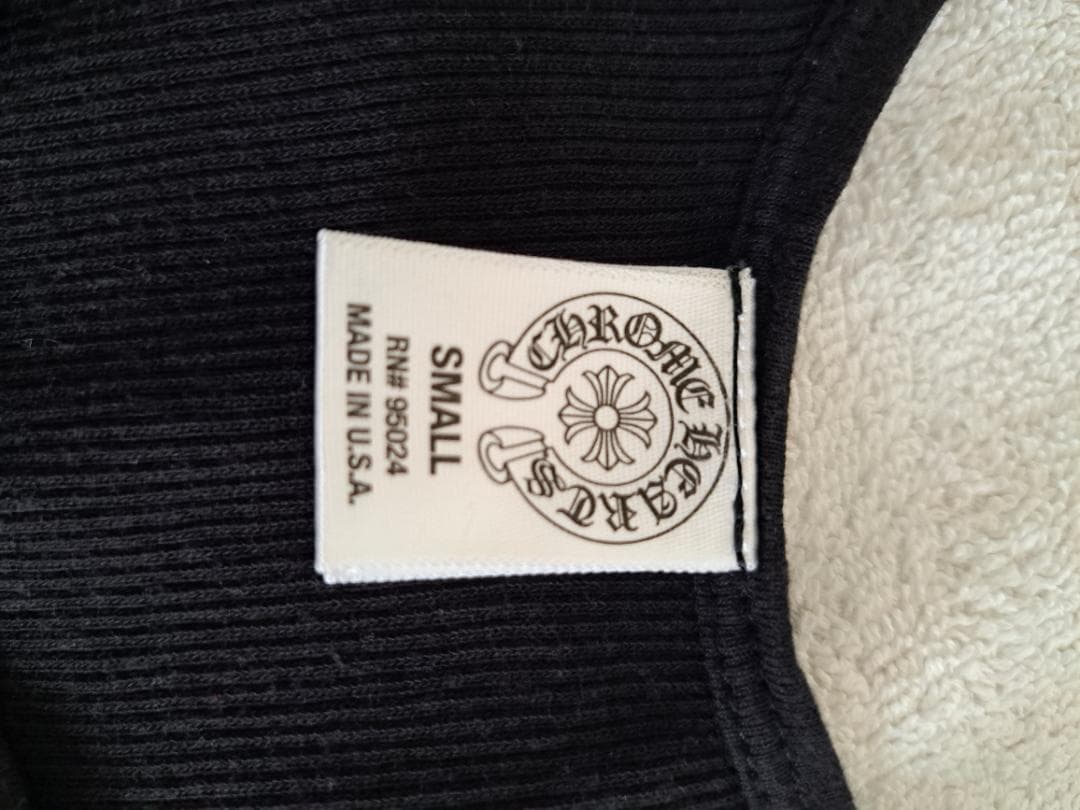 CHROME HEARTS
SMALL
RN# 95024
MADE IN U.S.A.